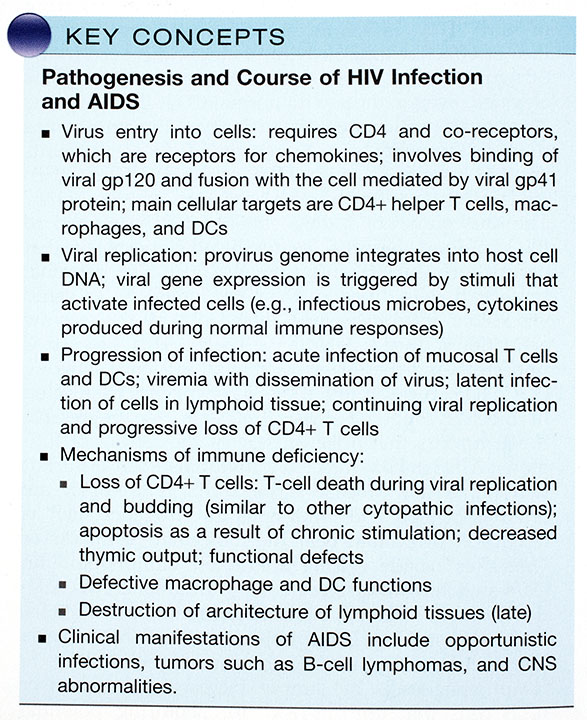 KEY CONCEPTS
Pathogenesis and Course of HIV Infection
and AIDS
■ Virus entry into cells: requires CD4 and co-receptors,
which are receptors for chemokines; involves binding of
viral gp120 and fusion with the cell mediated by viral gp41
protein; main cellular targets are CD4+ helper T cells, mac-
rophages, and DCs
■ Viral replication: provirus genome integrates into host cell
DNA; viral gene expression is triggered by stimuli that
activate infected cells (e.g., infectious microbes, cytokines
produced during normal immune responses)
■ Progression of infection: acute infection of mucosal T cells
and DCs; viremia with dissemination of virus; latent infec-
tion of cells in lymphoid tissue; continuing viral replication
and progressive loss of CD4+ T cells
■ Mechanisms of immune deficiency:
■ Loss of CD4+ T cells: T-cell death during viral replication
and budding (similar to other cytopathic infections);
apoptosis as a result of chronic stimulation; decreased
thymic output; functional defects
■ Defective macrophage and DC functions
■ Destruction of architecture of lymphoid tissues (late)
■ Clinical manifestations of AIDS include opportunistic
infections, tumors such as B-cell lymphomas, and CNS
abnormalities.